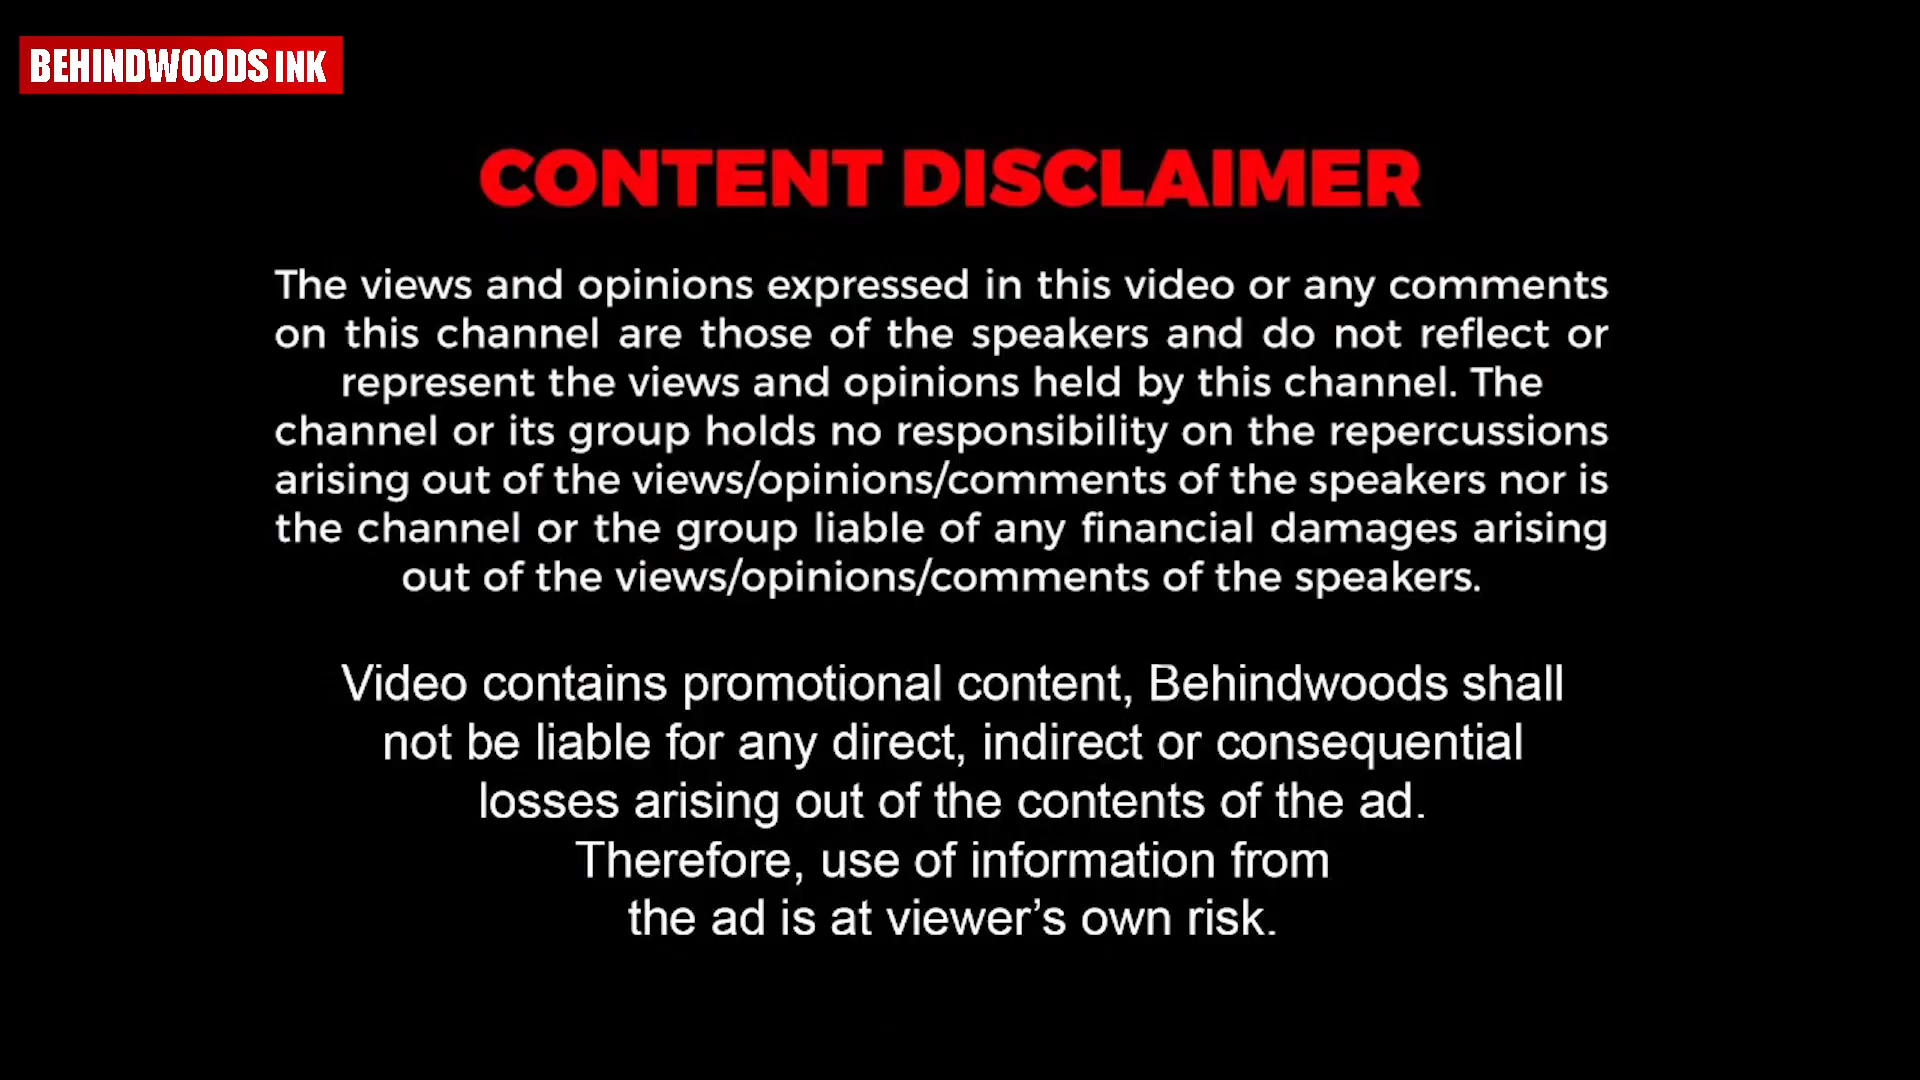 BEHINDWOODS INK
CONTENT DISCLAIMER
The views and opinions expressed in this video or any comments
on this channel are those of the speakers and do not reflect or
represent the views and opinions held by this channel. The
channel or its group holds no responsibility on the repercussions
arising out of the views/opinions/comments of the speakers nor is
the channel or the group liable of any financial damages arising
out of the views/opinions/comments of the speakers.
Video contains promotional content, Behindwoods shall
not be liable for any direct, indirect or consequential
losses arising out of the contents of the ad.
Therefore, use of information from
the ad is at viewer’s own risk.